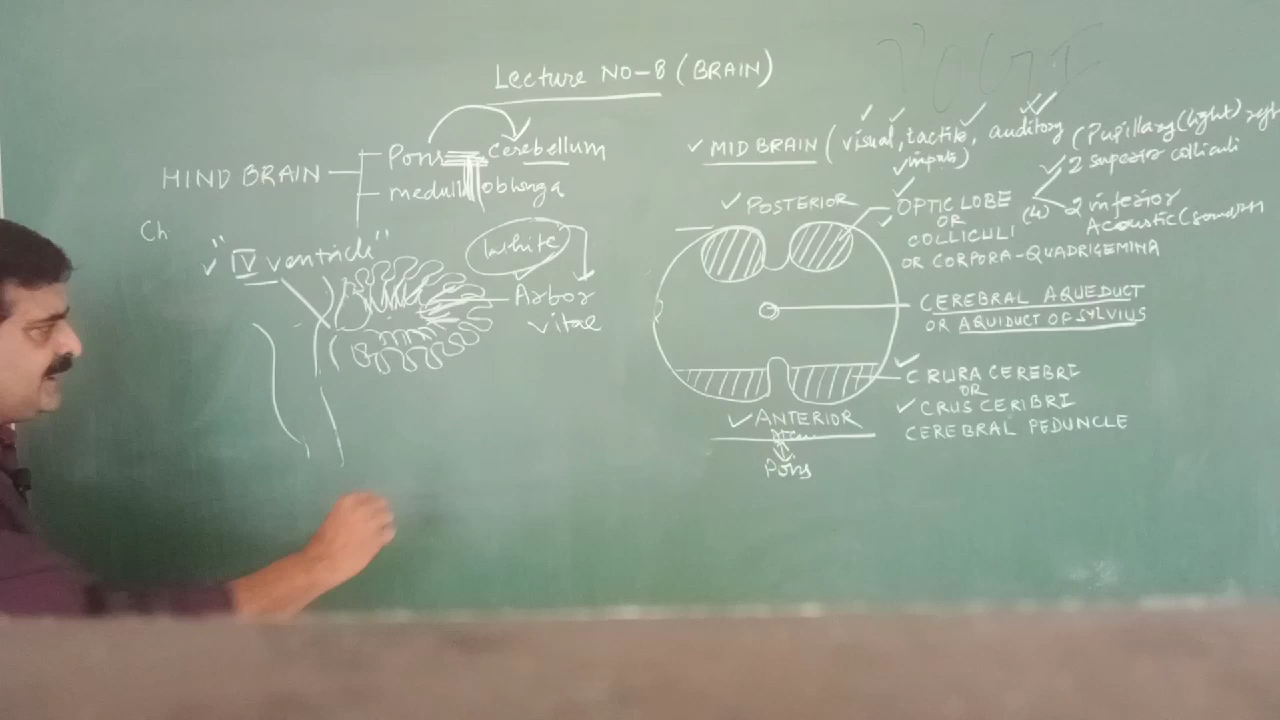 Lecture NO-8 (BRAIN)
HIND BRAIN
Pons
Cerebellum
medulla oblonga
Ch
"IV ventricle"
White
Arbor
vitae
MID BRAIN (visual, tactile, auditory
inputs)
(Pupillary (light)
2 superior colliculi
POSTERIOR
OPTIC LOBE
OR
COLLICULI (4)
2 inferior
Acoustic (sound)
OR CORPORA-QUADRIGEMINA
CEREBRAL AQUEDUCT
OR AQUIDUCT OF SYLVIUS
CRURA CEREBRI
OR
CRUS CERIBRI
CEREBRAL PEDUNCLE
ANTERIOR
Pons